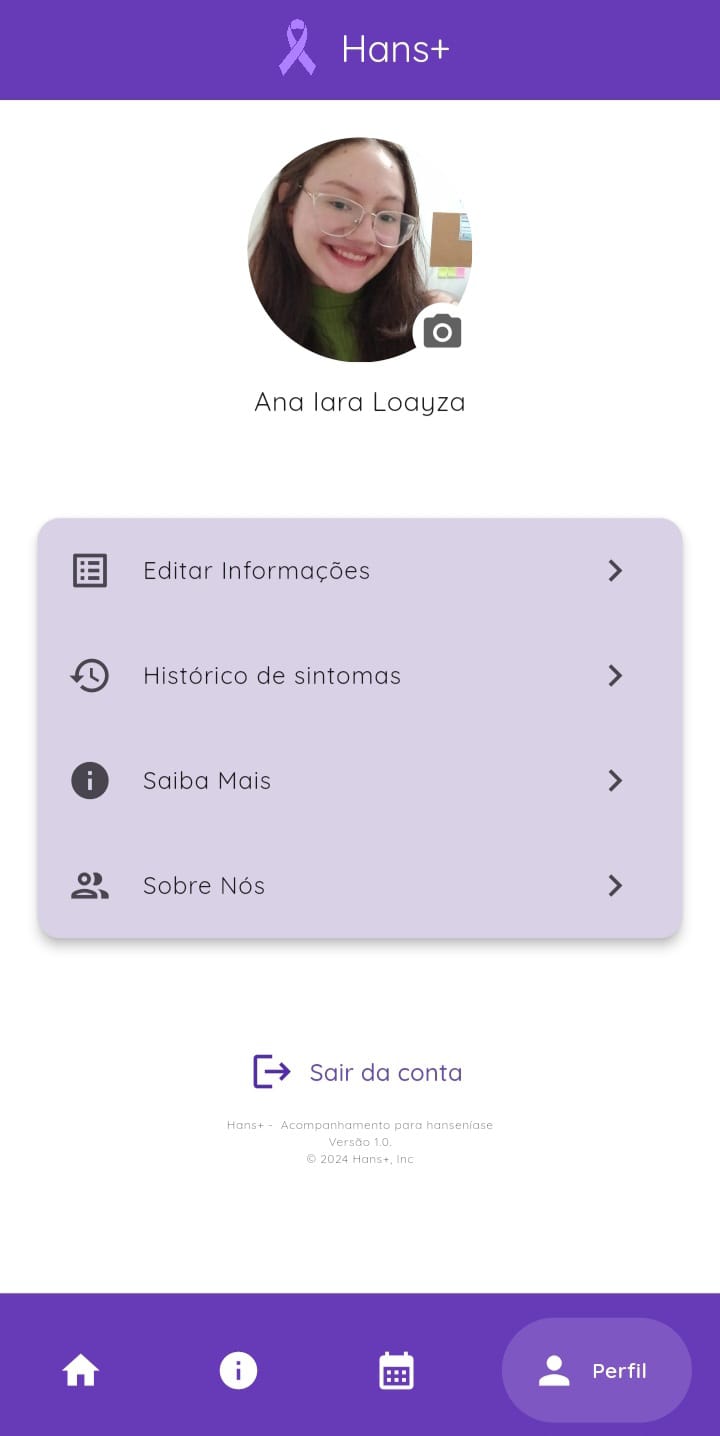 Hans+
Ana Iara Loayza
Editar Informações
Histórico de sintomas
Saiba Mais
Sobre Nós
Sair da conta
Hans+ - Acompanhamento para hanseníase
Versão 1.0.
© 2024 Hans+, Inc
Perfil